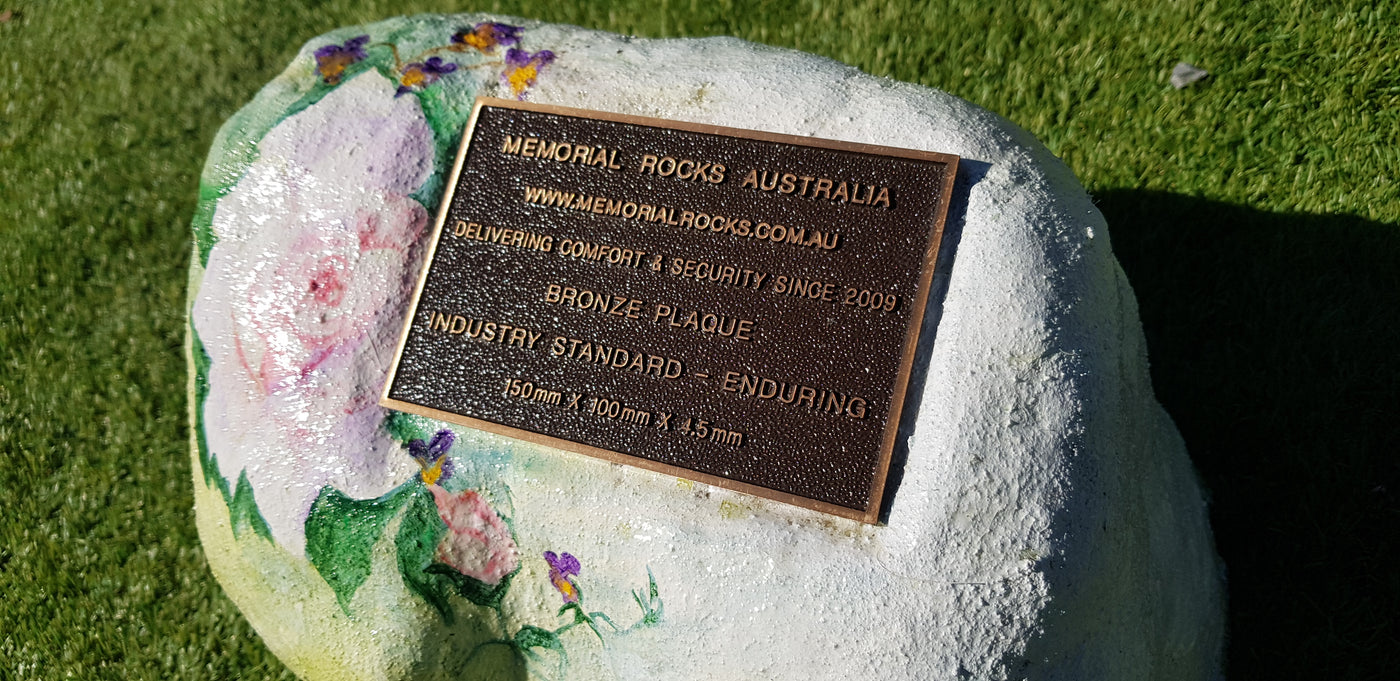 MEMORIAL ROCKS AUSTRALIA
WWW.MEMORIALROCKS.COM.AU
DELIVERING COMFORT & SECURITY SINCE 2009
BRONZE PLAQUE
INDUSTRY STANDARD - ENDURING
150mm X 100mm X 4.5mm